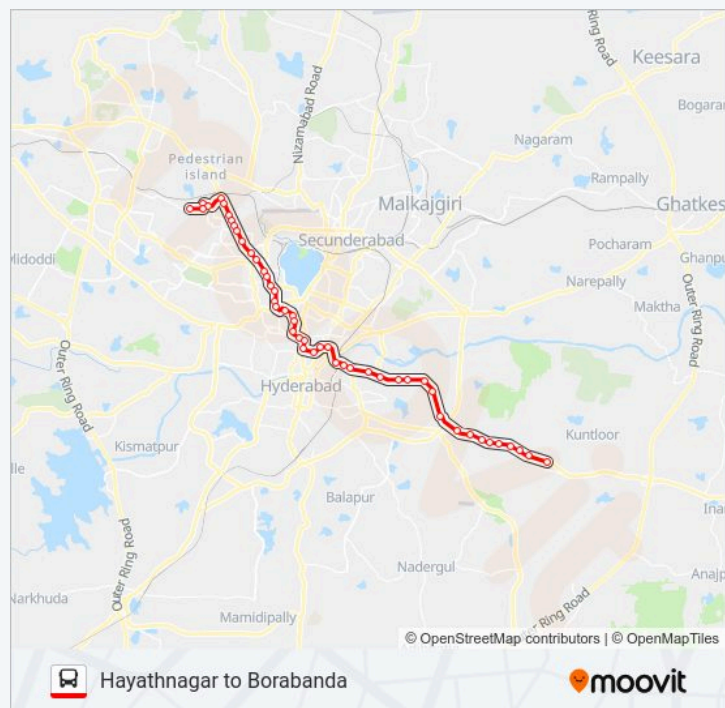 Keesara
Outer Ring Road
Nizamabad Road
Bogaram
Nagaram
Pedestrian
island
Rampally
Malkajgiri
Ghatkes
Secunderabad
Pocharam
Ghanpu
Midoddi
Narepally
Maktha
Outer Ring Road
Outer Ring Road
Hyderabad
Kismatpur
Kuntloor
Balapur
Ina
Nadergul
Anajp
Outer Ring Road
Narkhuda
Outer Ring Road
Mamidipally
© OpenStreetMap contributors | © OpenMapTiles
Hayathnagar to Borabanda
moovit